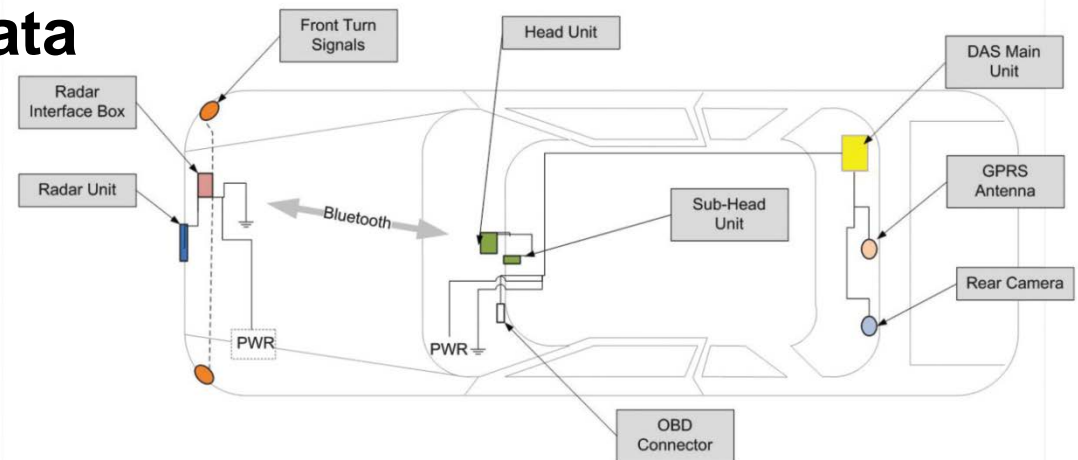 ata
Front Turn
Signals
Head Unit
DAS Main
Unit
Radar
Interface Box
Radar Unit
Bluetooth
Sub-Head
Unit
GPRS
Antenna
Rear Camera
PWR
PWR
OBD
Connector